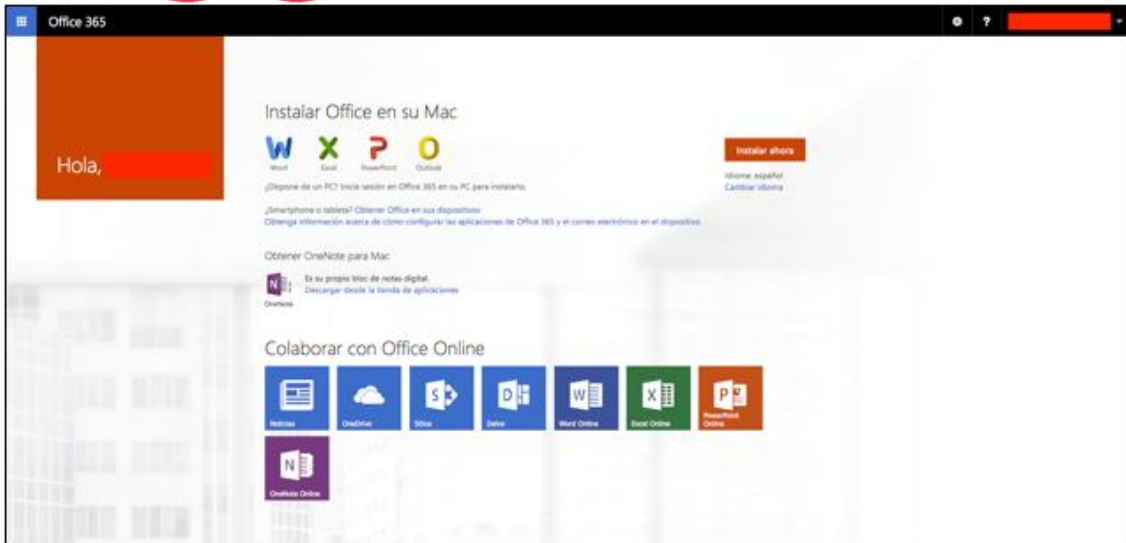 Office 365
?
Hola,
Instalar Office en su Mac
Word Excel PowerPoint Outlook
Instalar ahora
¿Dispone de un PC? Inicie sesión en Office 365 en su PC para instalarlo.
Idioma: español
Cambiar idioma
¿Smartphone o tableta? Obtener Office en sus dispositivos
Obtenga información acerca de cómo configurar las aplicaciones de Office 365 y el correo electrónico en el dispositivo
Obtener OneNote para Mac
Es su propio bloc de notas digital.
Descargar desde la tienda de aplicaciones
OneNote
Colaborar con Office Online
Noticias OneDrive Sitios Delve Word Online Excel Online PowerPoint Online
OneNote Online